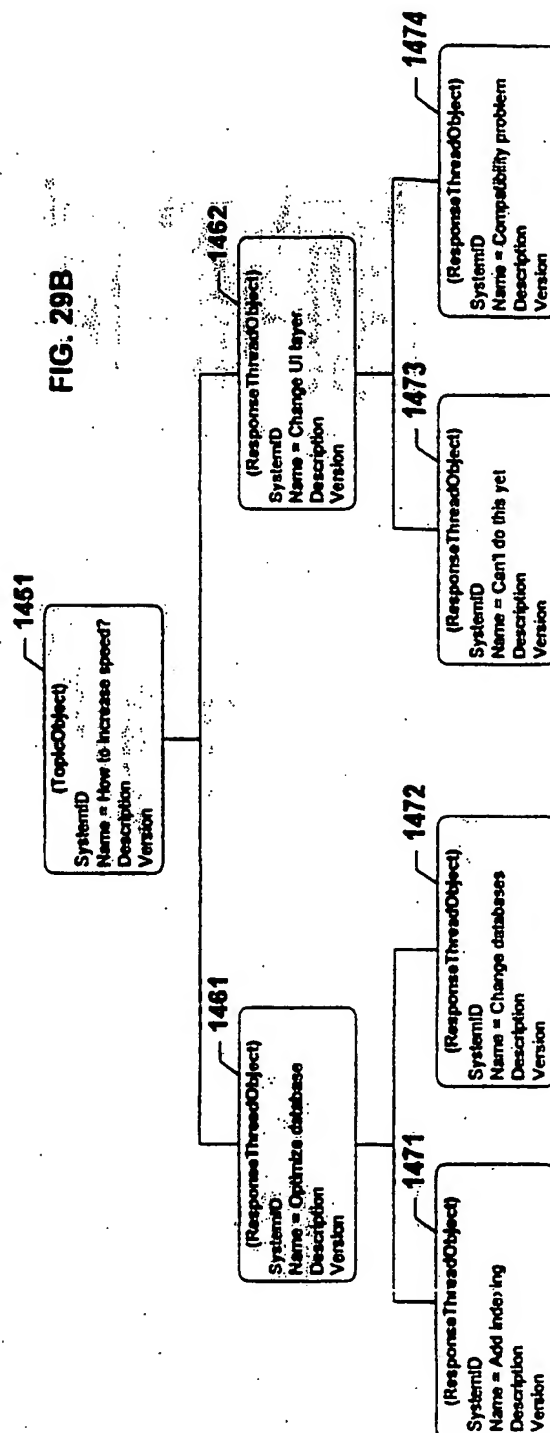 FIG. 29B
1451
(TopicObject)
SystemID
Name = How to increase speed?
Description
Version
1461
(ResponseThreadObject)
SystemID
Name = Optimize database
Description
Version
1462
(ResponseThreadObject)
SystemID
Name = Change UI layer.
Description
Version
1471
(ResponseThreadObject)
SystemID
Name = Add Indexing
Description
Version
1472
(ResponseThreadObject)
SystemID
Name = Change databases
Description
Version
1473
(ResponseThreadObject)
SystemID
Name = Can't do this yet
Description
Version
1474
(ResponseThreadObject)
SystemID
Name = Compatibility problem
Description
Version